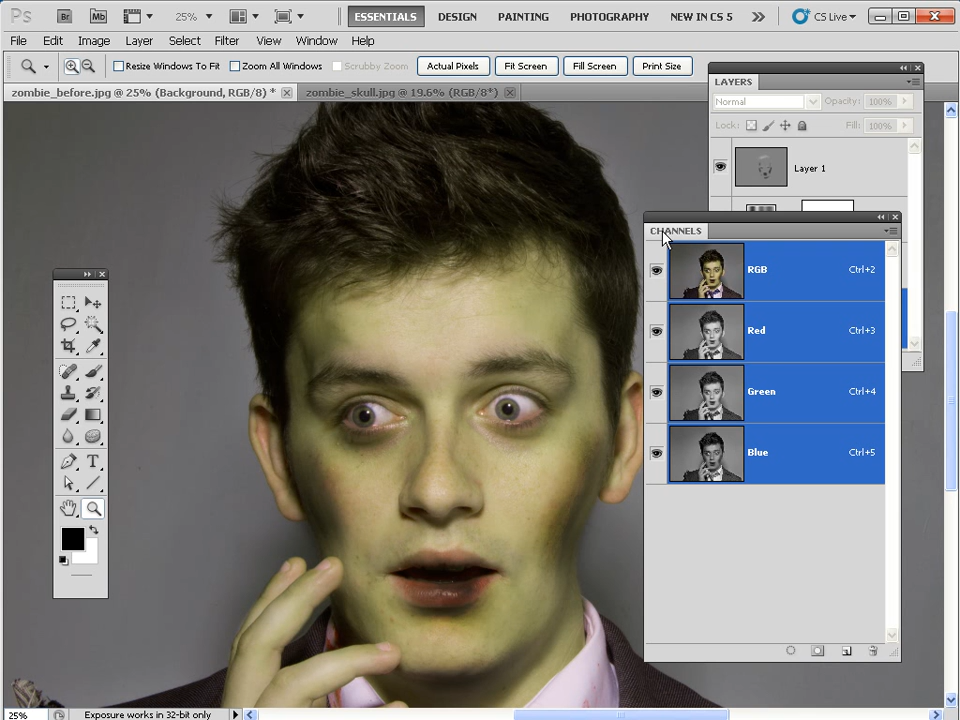 Ps Br Mb 25% ESSENTIALS DESIGN PAINTING PHOTOGRAPHY NEW IN CS 5 CS Live
File Edit Image Layer Select Filter View Window Help
Resize Windows To Fit Zoom All Windows Scrubby Zoom Actual Pixels Fit Screen Fill Screen Print Size
zombie_before.jpg @ 25% (Background, RGB/8) * zombie_skull.jpg @ 19.6% (RGB/8*)
LAYERS
Normal Opacity: 100%
Lock: Fill: 100%
Layer 1
CHANNELS
RGB Ctrl+2
Red Ctrl+3
Green Ctrl+4
Blue Ctrl+5
T
25% Exposure works in 32-bit only